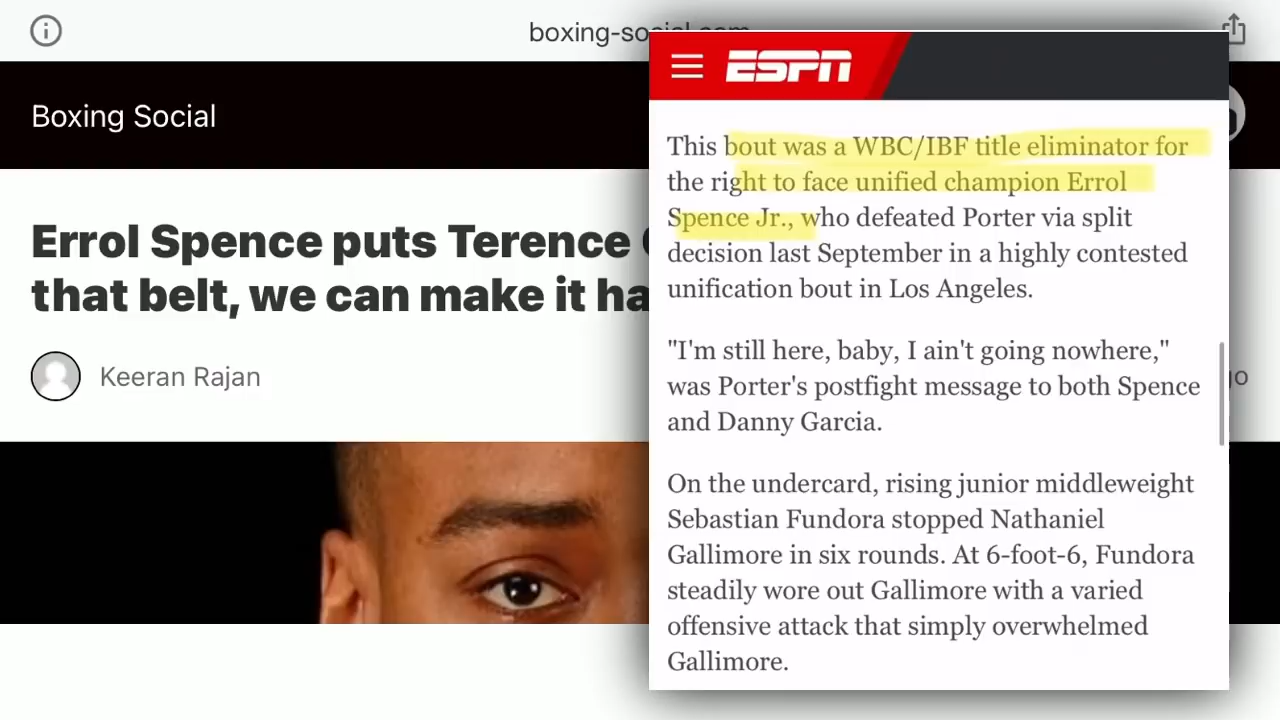 boxing-so
Boxing Social
Errol Spence puts Terence
that belt, we can make it ha
Keeran Rajan
go
ESPN
This bout was a WBC/IBF title eliminator for
the right to face unified champion Errol
Spence Jr., who defeated Porter via split
decision last September in a highly contested
unification bout in Los Angeles.
"I'm still here, baby, I ain't going nowhere,"
was Porter's postfight message to both Spence
and Danny Garcia.
On the undercard, rising junior middleweight
Sebastian Fundora stopped Nathaniel
Gallimore in six rounds. At 6-foot-6, Fundora
steadily wore out Gallimore with a varied
offensive attack that simply overwhelmed
Gallimore.